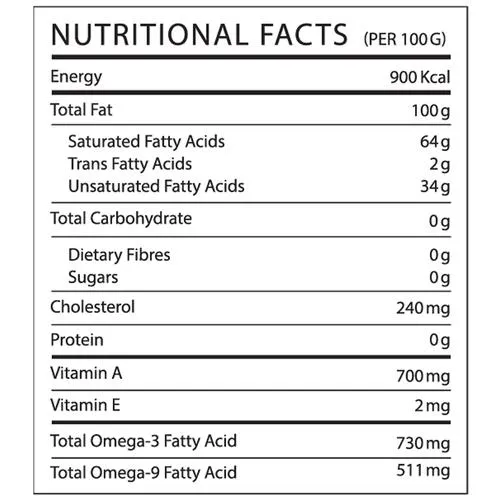 NUTRITIONAL FACTS (PER 100 G)
Energy 900 Kcal
Total Fat 100 g
Saturated Fatty Acids 64 g
Trans Fatty Acids 2 g
Unsaturated Fatty Acids 34 g
Total Carbohydrate 0 g
Dietary Fibres 0 g
Sugars 0 g
Cholesterol 240 mg
Protein 0 g
Vitamin A 700 mg
Vitamin E 2 mg
Total Omega-3 Fatty Acid 730 mg
Total Omega-9 Fatty Acid 511 mg